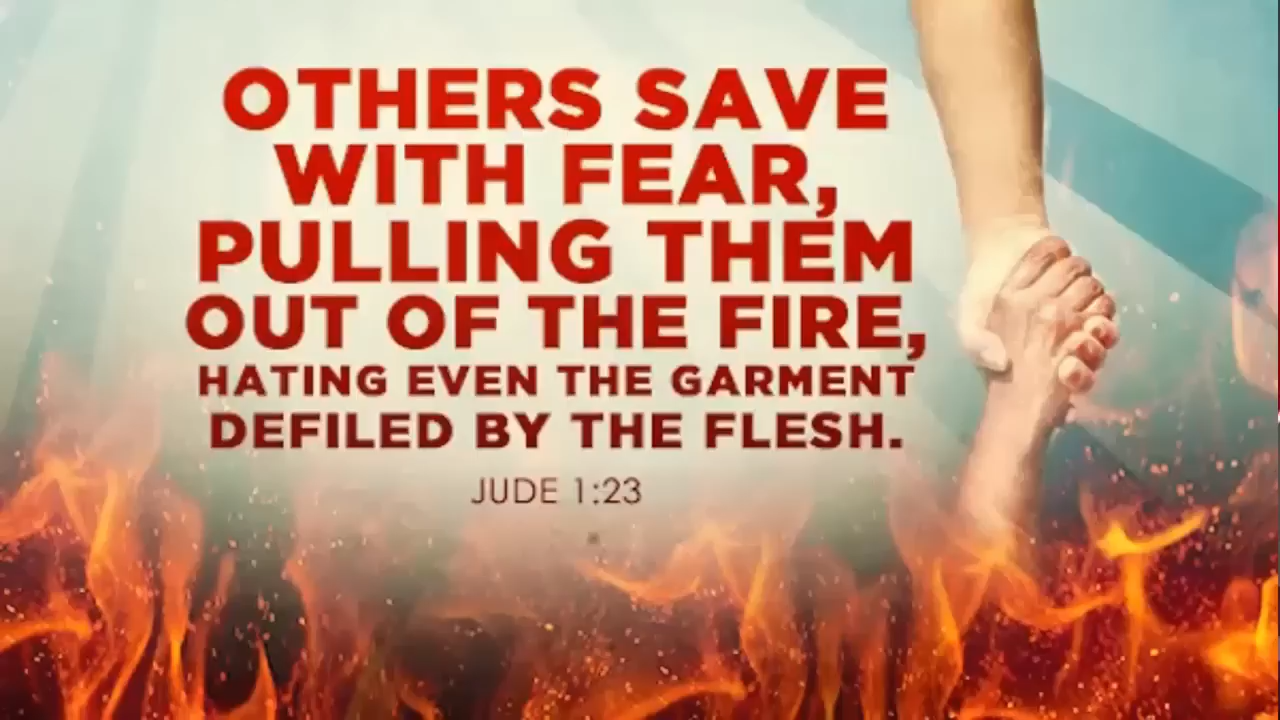 OTHERS SAVE
WITH FEAR,
PULLING THEM
OUT OF THE FIRE,
HATING EVEN THE GARMENT
DEFILED BY THE FLESH.
JUDE 1:23